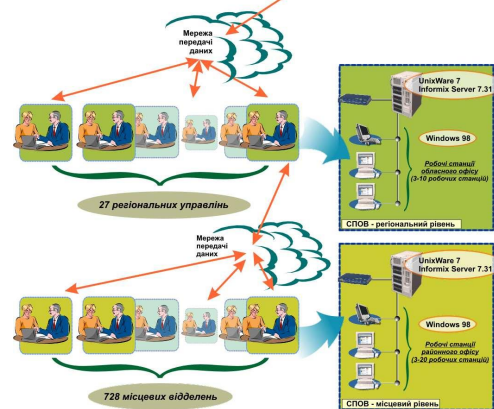 Мережа
передачі
даних
UnixWare 7
Informix Server 7.31
Windows 98
Робочі станції
обласного офісу
(3-10 робочих станцій)
СПОВ - регіональний рівень
27 регіональних управлінь
Мережа
передачі
даних
UnixWare 7
Informix Server 7.31
Windows 98
Робочі станції
районного офісу
(3-20 робочих станцій)
СПОВ - місцевий рівень
728 місцевих відделень